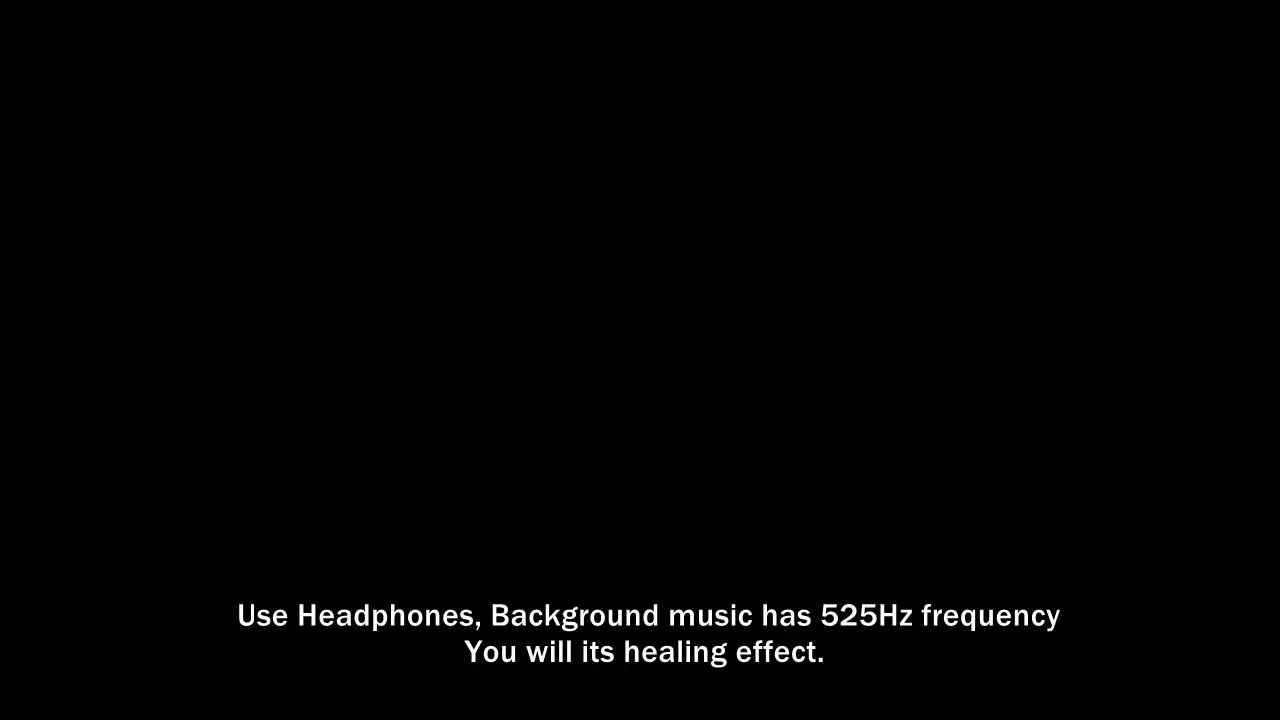 Use Headphones, Background music has 525Hz frequency
You will its healing effect.